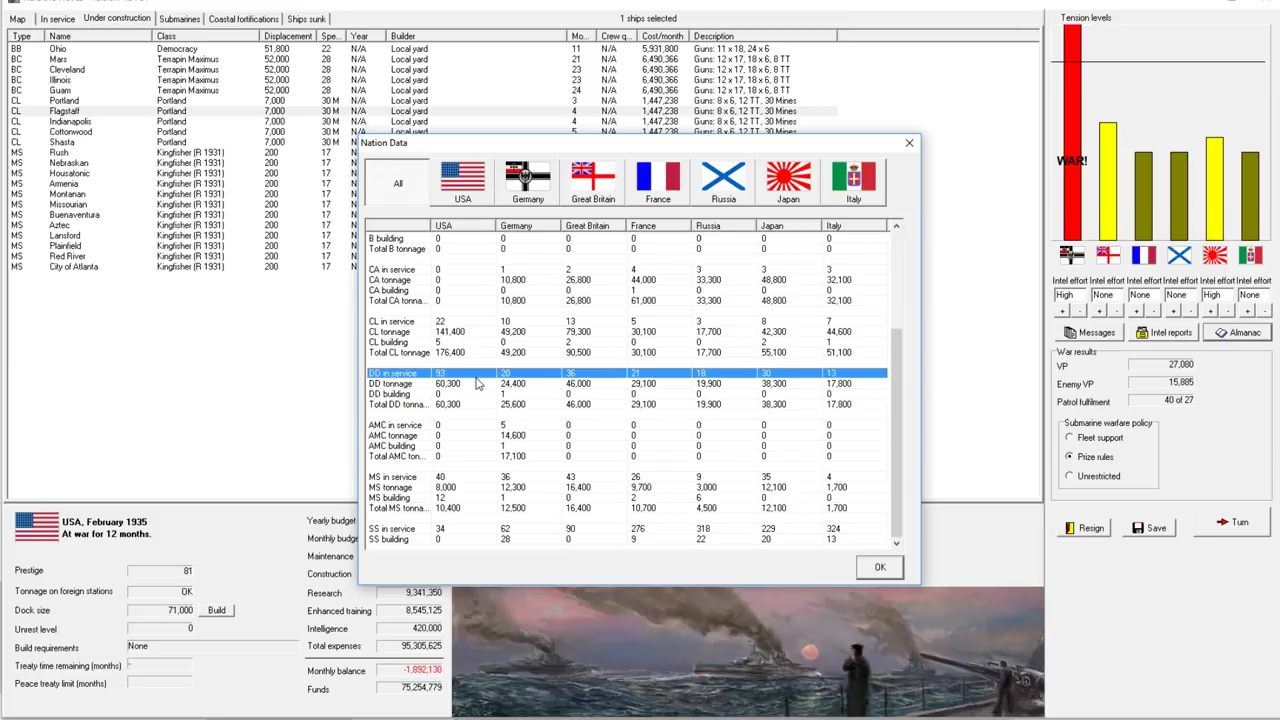 Map In service Under construction Submarines Coastal fortifications Ships sunk 1 ships selected
Type Name Class Displacement Spe... Year Builder Mo... Crew q... Cost/month Description
BB Ohio Democracy 51,800 22 N/A Local yard 11 N/A 5,931,800 Guns: 11 x 18, 24 x 6
BC Mars Terrapin Maximus 52,000 28 N/A Local yard 21 N/A 6,490,366 Guns: 12 x 17, 18 x 6, 8 TT
BC Cleveland Terrapin Maximus 52,000 28 N/A Local yard 23 N/A 6,490,366 Guns: 12 x 17, 18 x 6, 8 TT
BC Illinois Terrapin Maximus 52,000 28 N/A Local yard 23 N/A 6,490,366 Guns: 12 x 17, 18 x 6, 8 TT
BC Guam Terrapin Maximus 52,000 28 N/A Local yard 24 N/A 6,490,366 Guns: 12 x 17, 18 x 6, 8 TT
CL Portland Portland 7,000 30 M N/A Local yard 3 N/A 1,447,238 Guns: 8 x 6, 12 TT, 30 Mines
CL Flagstaff Portland 7,000 30 M N/A Local yard 4 N/A 1,447,238 Guns: 8 x 6, 12 TT, 30 Mines
CL Indianapolis Portland 7,000 30 M N/A Local yard 4 N/A 1,447,238 Guns: 8 x 6, 12 TT, 30 Mines
CL Cottonwood Portland 7,000 30 M N/A Local yard 5 N/A 1,447,238 Guns: 8 x 6, 12 TT, 30 Mines
CL Shasta Portland 7,000 30 M
MS Rush Kingfisher (R 1931) 200 17
MS Nebraskan Kingfisher (R 1931) 200 17
MS Housatonic Kingfisher (R 1931) 200 17
MS Armenia Kingfisher (R 1931) 200 17
MS Montanan Kingfisher (R 1931) 200 17
MS Missourian Kingfisher (R 1931) 200 17
MS Buenaventura Kingfisher (R 1931) 200 17
MS Aztec Kingfisher (R 1931) 200 17
MS Lansford Kingfisher (R 1931) 200 17
MS Plainfield Kingfisher (R 1931) 200 17
MS Red River Kingfisher (R 1931) 200 17
MS City of Atlanta Kingfisher (R 1931) 200 17
Nation Data
All USA Germany Great Britain France Russia Japan Italy
USA Germany Great Britain France Russia Japan Italy
B building 0 0 0 0 0 0 0
Total B tonnage 0 0 0 0 0 0 0
CA in service 0 1 2 4 3 3 3
CA tonnage 0 10,800 26,800 44,000 33,300 48,800 32,100
CA building 0 0 0 1 0 0 0
Total CA tonna... 0 10,800 26,800 61,000 33,300 48,800 32,100
CL in service 22 10 13 5 3 8 7
CL tonnage 141,400 49,200 79,300 30,100 17,700 42,300 44,600
CL building 5 0 2 0 0 2 1
Total CL tonnage 176,400 49,200 90,500 30,100 17,700 55,100 51,100
DD in service 93 20 36 21 18 30 13
DD tonnage 60,300 24,400 46,000 29,100 19,900 38,300 17,800
DD building 0 1 0 0 0 0 0
Total DD tonna... 60,300 25,600 46,000 29,100 19,900 38,300 17,800
AMC in service 0 5 0 0 0 0 0
AMC tonnage 0 14,600 0 0 0 0 0
AMC building 0 1 0 0 0 0 0
Total AMC ton... 0 17,100 0 0 0 0 0
MS in service 40 36 43 26 9 35 4
MS tonnage 8,000 12,300 16,400 9,700 3,000 12,100 1,700
MS building 12 1 0 2 6 0 0
Total MS tonna... 10,400 12,500 16,400 10,700 4,500 12,100 1,700
SS in service 34 62 90 276 318 229 324
SS building 0 28 0 9 22 20 13
OK
Tension levels
WAR!
Intel effort Intel effort Intel effort Intel effort Intel effort Intel effort
High None None None High None
+ - + - + - + - + - + -
Messages Intel reports Almanac
War results
VP 27,080
Enemy VP 15,885
Patrol fulfilment 40 of 27
Submarine warfare policy
Fleet support
Prize rules
Unrestricted
Resign Save Turn
USA, February 1935
At war for 12 months.
Prestige 81
Tonnage on foreign stations OK
Dock size 71,000 Build
Unrest level 0
Build requirements None
Treaty time remaining (months) -
Peace treaty limit (months)
Yearly budget
Monthly budg
Maintenance
Construction
Research 9,341,350
Enhanced training 8,545,125
Intelligence 420,000
Total expenses 95,305,625
Monthly balance -1,892,130
Funds 75,254,779